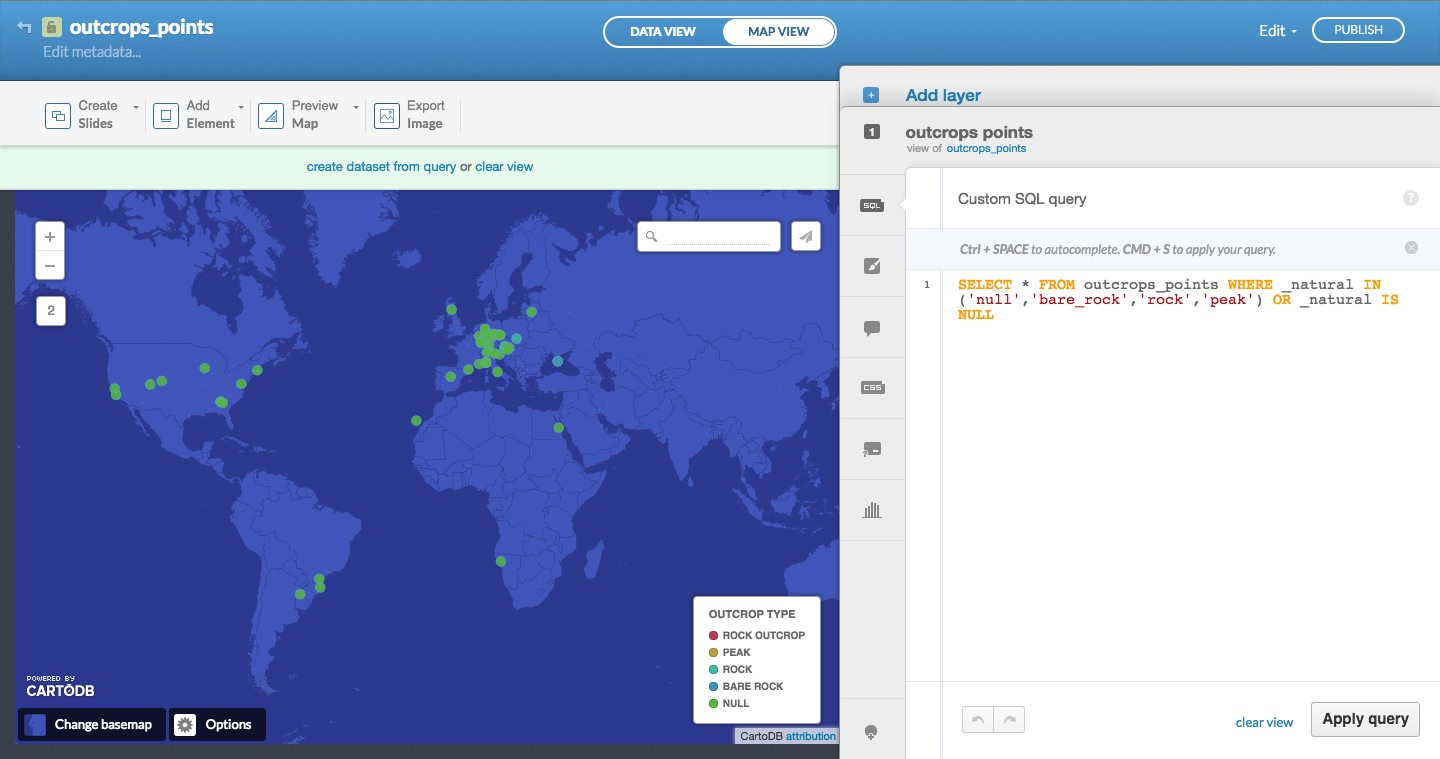 outcrops_points
Edit metadata...
DATA VIEW
MAP VIEW
Edit
PUBLISH
Create
Slides
Add
Element
Preview
Map
Export
Image
create dataset from query or clear view
+
−
2
POWERED BY
CARTODB
Change basemap
Options
OUTCROP TYPE
ROCK OUTCROP
PEAK
ROCK
BARE ROCK
NULL
CartoDB attribution
+
Add layer
1
outcrops points
view of outcrops_points
SQL
CSS
?
Custom SQL query
?
Ctrl + SPACE to autocomplete. CMD + S to apply your query.
1
SELECT * FROM outcrops_points WHERE _natural IN
('null','bare_rock','rock','peak') OR _natural IS
NULL
clear view
Apply query